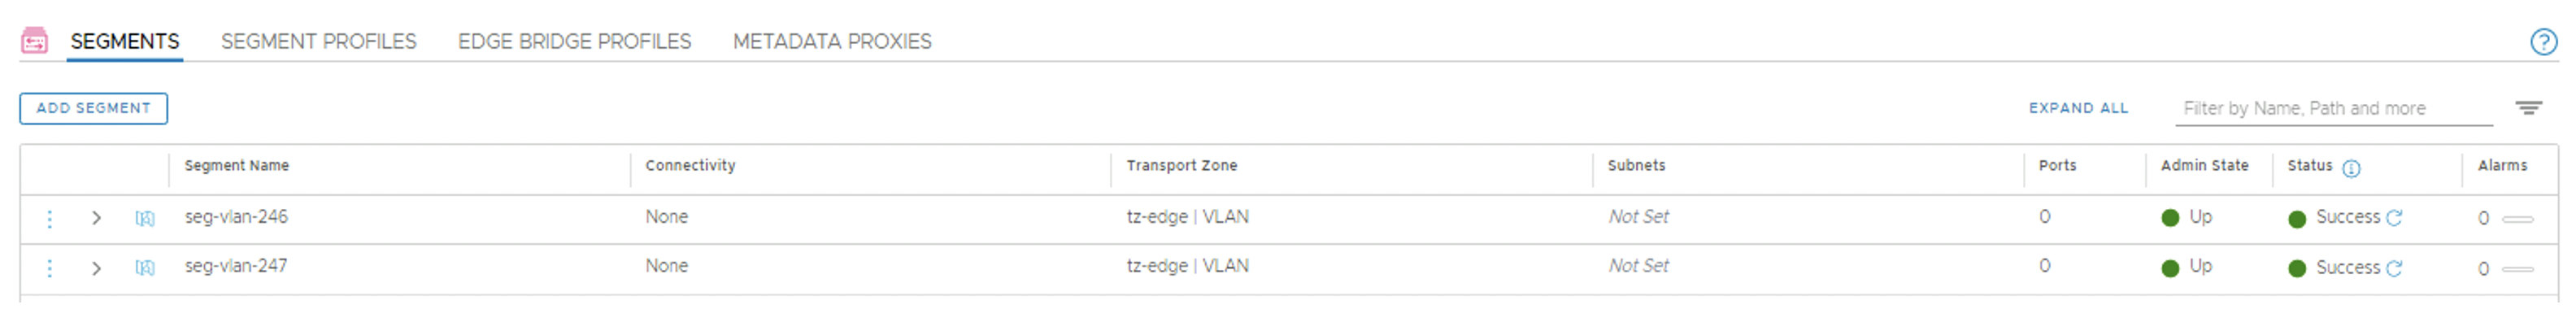 SEGMENTS SEGMENT PROFILES EDGE BRIDGE PROFILES METADATA PROXIES
ADD SEGMENT EXPAND ALL Filter by Name, Path and more
Segment Name Connectivity Transport Zone Subnets Ports Admin State Status Alarms
seg-vlan-246 None tz-edge | VLAN Not Set 0 Up Success 0
seg-vlan-247 None tz-edge | VLAN Not Set 0 Up Success 0